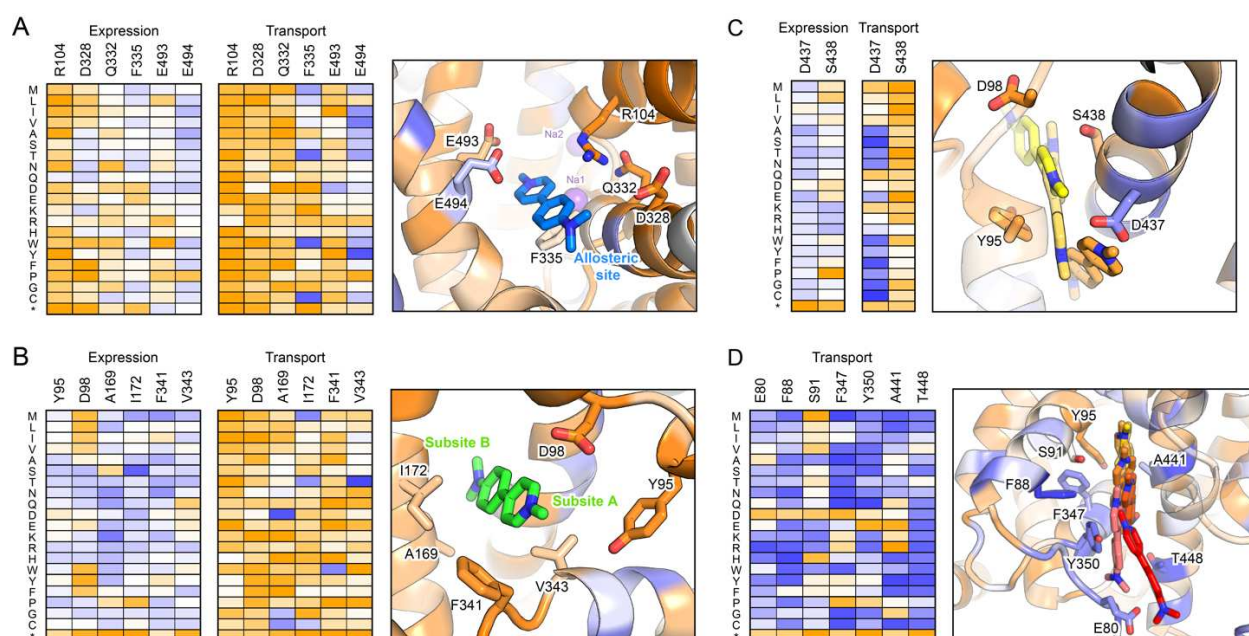 A
Expression
Transport
R104 D328 Q332 F335 E493 E494
R104 D328 Q332 F335 E493 E494
M
L
I
V
A
S
T
N
Q
D
E
K
R
H
W
Y
F
P
G
C
*
E493
E494
Na2
R104
Na1
Q332
D328
F335
Allosteric
site
C
Expression
Transport
D437 S438
D437 S438
M
L
I
V
A
S
T
N
Q
D
E
K
R
H
W
Y
F
P
G
C
*
D98
S438
Y95
D437
B
Expression
Transport
Y95 D98 A169 I172 F341 V343
Y95 D98 A169 I172 F341 V343
M
L
I
V
A
S
T
N
Q
D
E
K
R
H
W
Y
F
P
G
C
*
Subsite B
D98
I172
Subsite A
Y95
A169
V343
F341
D
Transport
E80 F88 S91 F347 Y350 A441 T448
M
L
I
V
A
S
T
N
Q
D
E
K
R
H
W
Y
F
P
G
C
*
Y95
S91
A441
F88
F347
Y350
T448
E80